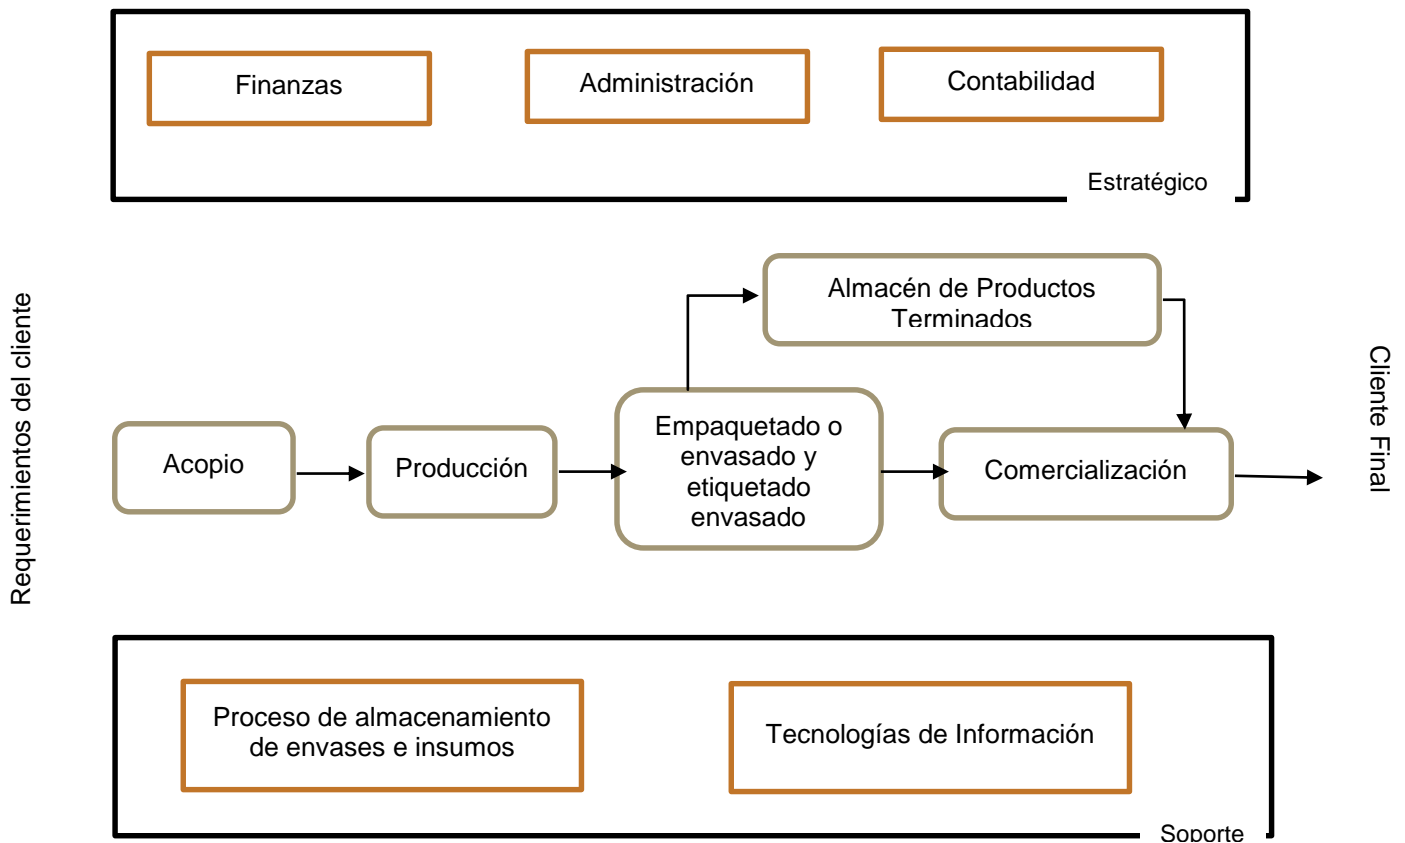 Finanzas
Administración
Contabilidad
Estratégico
Requerimientos del cliente
Almacén de Productos
Terminados
Acopio
Producción
Empaquetado o
envasado y
etiquetado
envasado
Comercialización
Cliente Final
Proceso de almacenamiento
de envases e insumos
Tecnologías de Información
Soporte